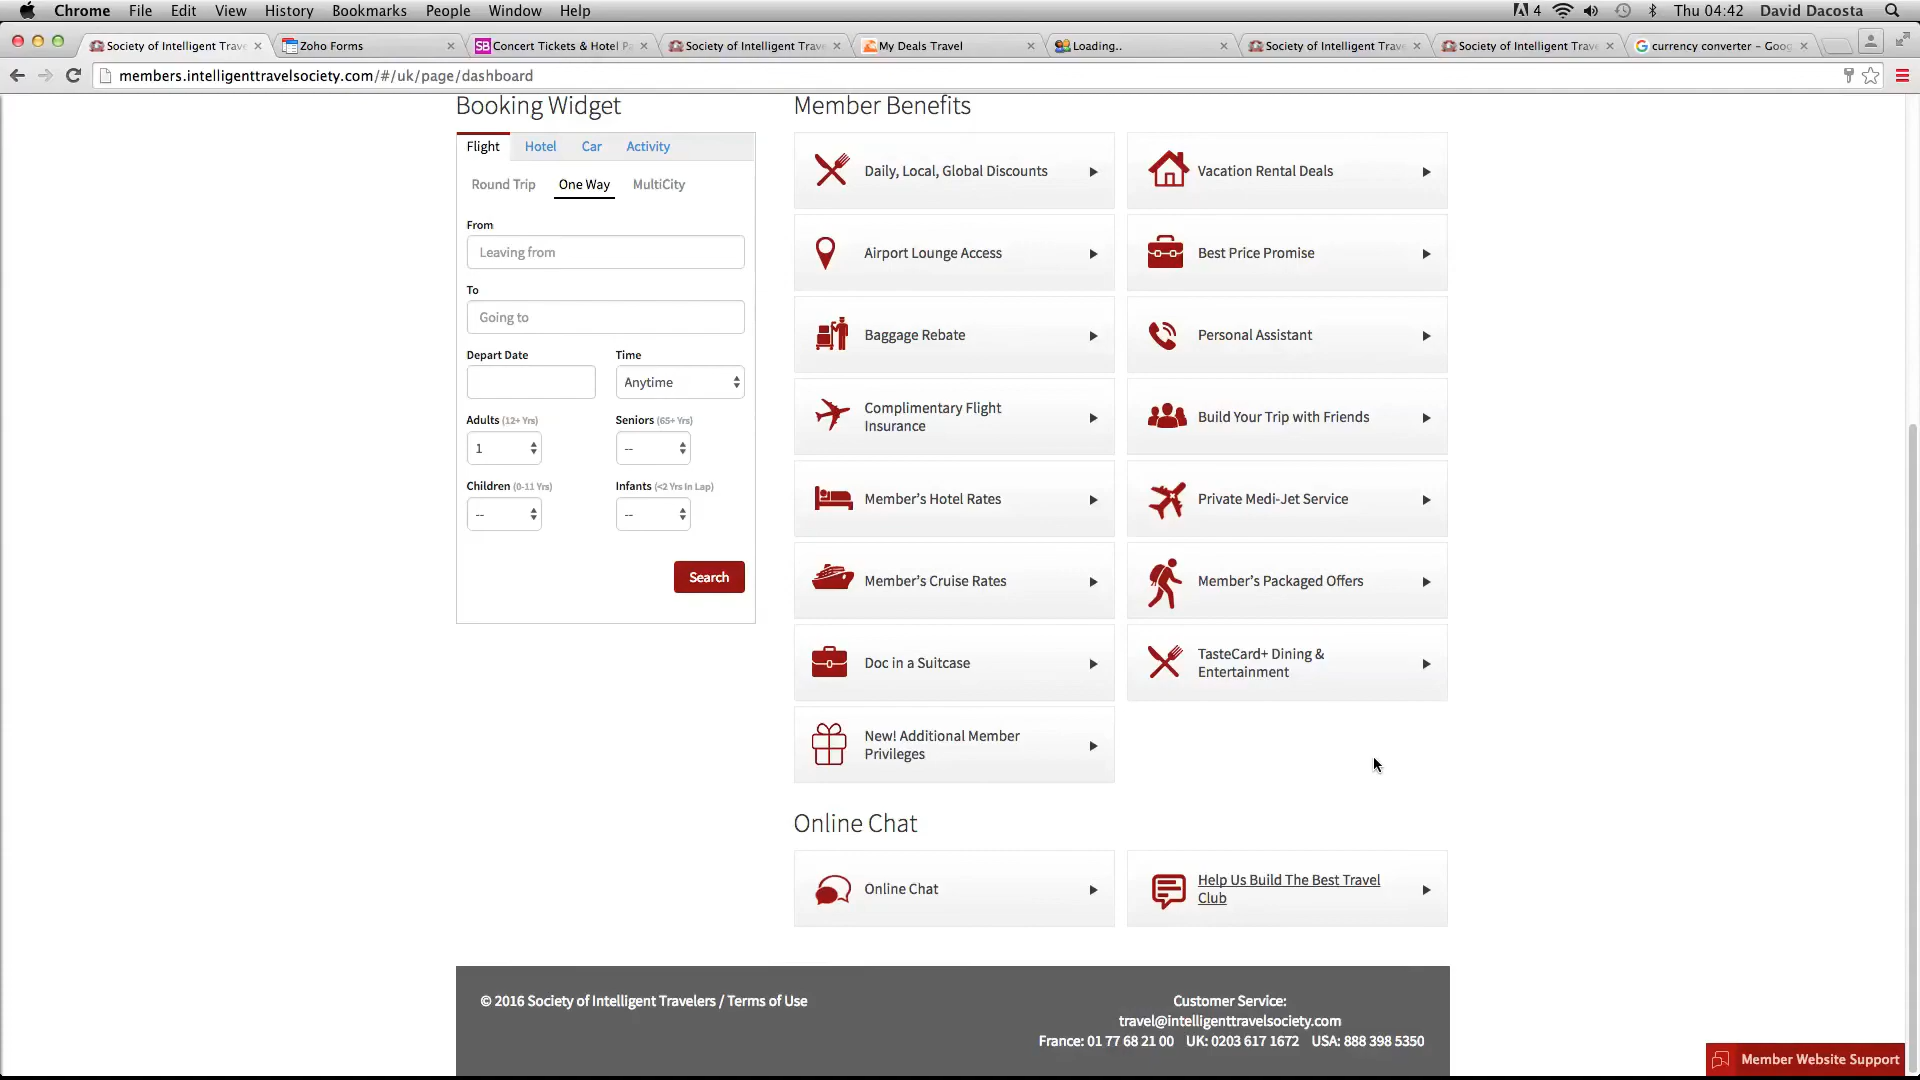 Chrome File Edit View History Bookmarks People Window Help
4 Thu 04:42 David Dacosta
Society of Intelligent Trave
Zoho Forms
SB Concert Tickets & Hotel Pa
Society of Intelligent Trave
My Deals Travel
Loading..
Society of Intelligent Trave
Society of Intelligent Trave
currency converter – Goog
members.intelligenttravelsociety.com/#/uk/page/dashboard
Booking Widget
Flight Hotel Car Activity
Round Trip One Way MultiCity
From
Leaving from
To
Going to
Depart Date Time
Anytime
Adults (12+ Yrs) Seniors (65+ Yrs)
1 --
Children (0-11 Yrs) Infants (<2 Yrs In Lap)
-- --
Search
Member Benefits
Daily, Local, Global Discounts
Vacation Rental Deals
Airport Lounge Access
Best Price Promise
Baggage Rebate
Personal Assistant
Complimentary Flight
Insurance
Build Your Trip with Friends
Member's Hotel Rates
Private Medi-Jet Service
Member's Cruise Rates
Member's Packaged Offers
Doc in a Suitcase
TasteCard+ Dining &
Entertainment
New! Additional Member
Privileges
Online Chat
Online Chat
Help Us Build The Best Travel
Club
© 2016 Society of Intelligent Travelers / Terms of Use
Customer Service:
travel@intelligenttravelsociety.com
France: 01 77 68 21 00 UK: 0203 617 1672 USA: 888 398 5350
Member Website Support